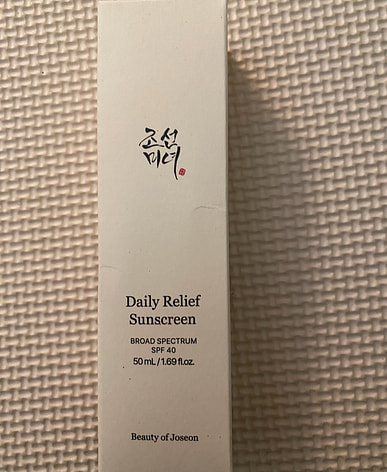 조선
미녀
Daily Relief
Sunscreen
BROAD SPECTRUM
SPF 40
50 mL / 1.69 fl.oz.
Beauty of Joseon